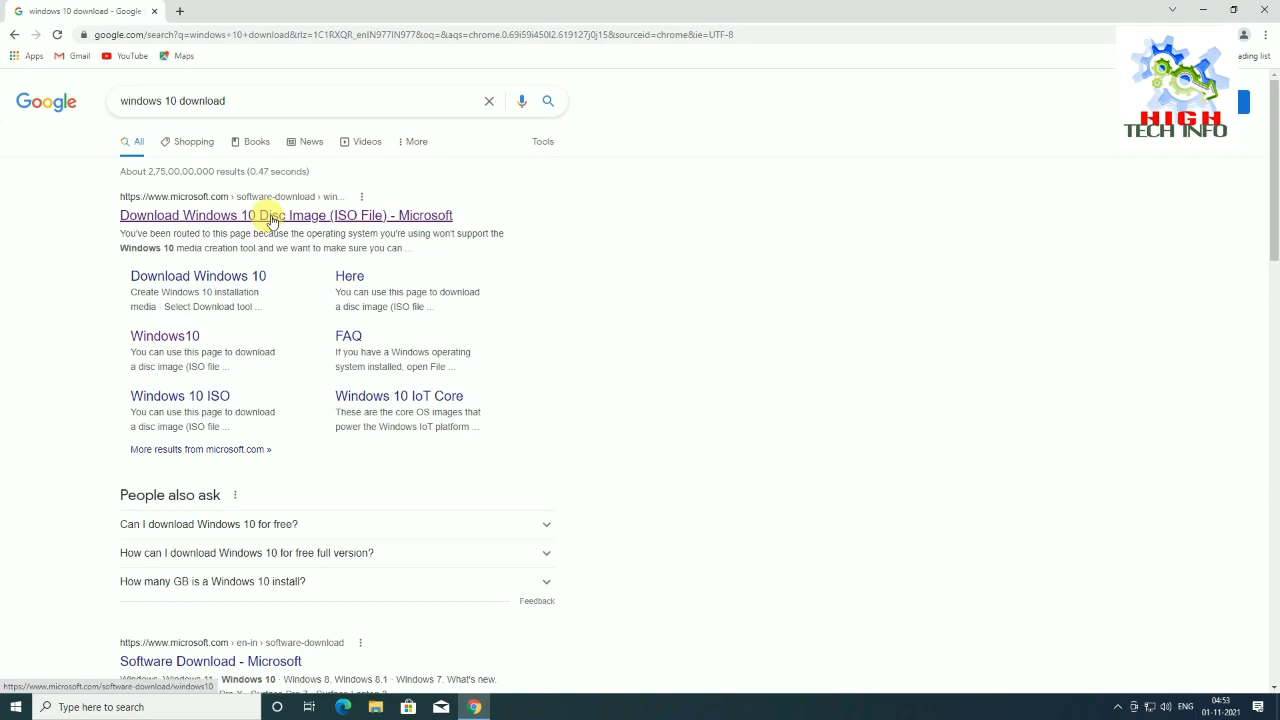 windows 10 download - Google
google.com/search?q=windows+10+download&rlz=1C1RXQR_enIN977IN977&oq=&aqs=chrome.0.69i59i450l2.619127j0j15&sourceid=chrome&ie=UTF-8
Apps Gmail YouTube Maps ading list
HIGH
TECH INFO
Google windows 10 download
All Shopping Books News Videos More Tools
About 2,75,00,00,000 results (0.47 seconds)
https://www.microsoft.com › software-download › win...
Download Windows 10 Disc Image (ISO File) - Microsoft
You've been routed to this page because the operating system you're using won't support the
Windows 10 media creation tool and we want to make sure you can ...
Download Windows 10
Create Windows 10 installation
media · Select Download tool ...
Here
You can use this page to download
a disc image (ISO file ...
Windows10
You can use this page to download
a disc image (ISO file ...
FAQ
If you have a Windows operating
system installed, open File ...
Windows 10 ISO
You can use this page to download
a disc image (ISO file ...
Windows 10 IoT Core
These are the core OS images that
power the Windows IoT platform ...
More results from microsoft.com »
People also ask
Can I download Windows 10 for free?
How can I download Windows 10 for free full version?
How many GB is a Windows 10 install?
Feedback
https://www.microsoft.com › en-in › software-download
Software Download - Microsoft
Windows 10 · Windows 8. Windows 8.1 · Windows 7. What's new.
https://www.microsoft.com/software-download/windows10
Type here to search
ENG
04:53
01-11-2021